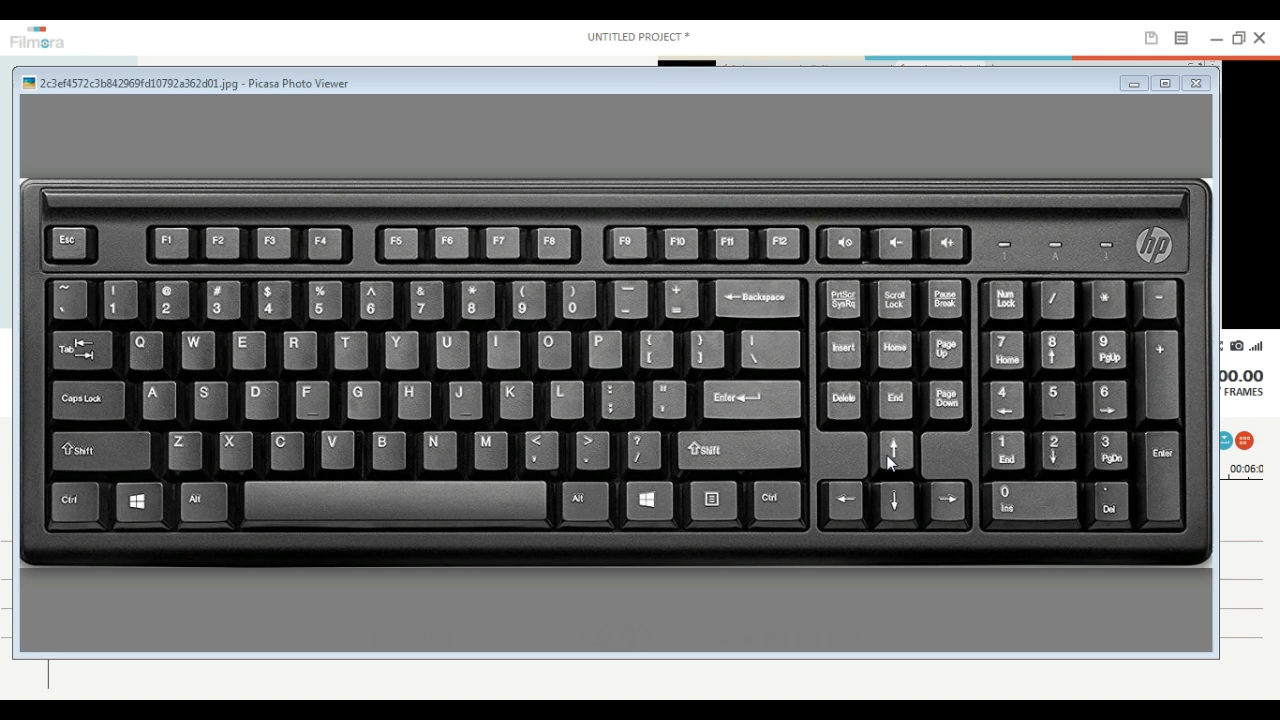 Filmora
UNTITLED PROJECT *
2c3ef4572c3b842969fd10792a362d01.jpg - Picasa Photo Viewer
Esc F1 F2 F3 F4 F5 F6 F7 F8 F9 F10 F11 F12
hp
~ ! @ # $ % ^ & * ( ) — +
` 1 2 3 4 5 6 7 8 9 0 - = Backspace
PrtScr SysRq
Scroll Lock
Pause Break
Num Lock
/ * -
Tab Q W E R T Y U I O P { [ } ] | \
Insert Home Page Up
7 Home 8 9 PgUp +
Caps Lock A S D F G H J K L : ; " ' Enter
Delete End Page Down
4 5 6
Shift Z X C V B N M < , > . ? / Shift
1 End 2 3 PgDn Enter
Ctrl Alt Alt Ctrl
0 Ins . Del
00.00
FRAMES
00:06:0